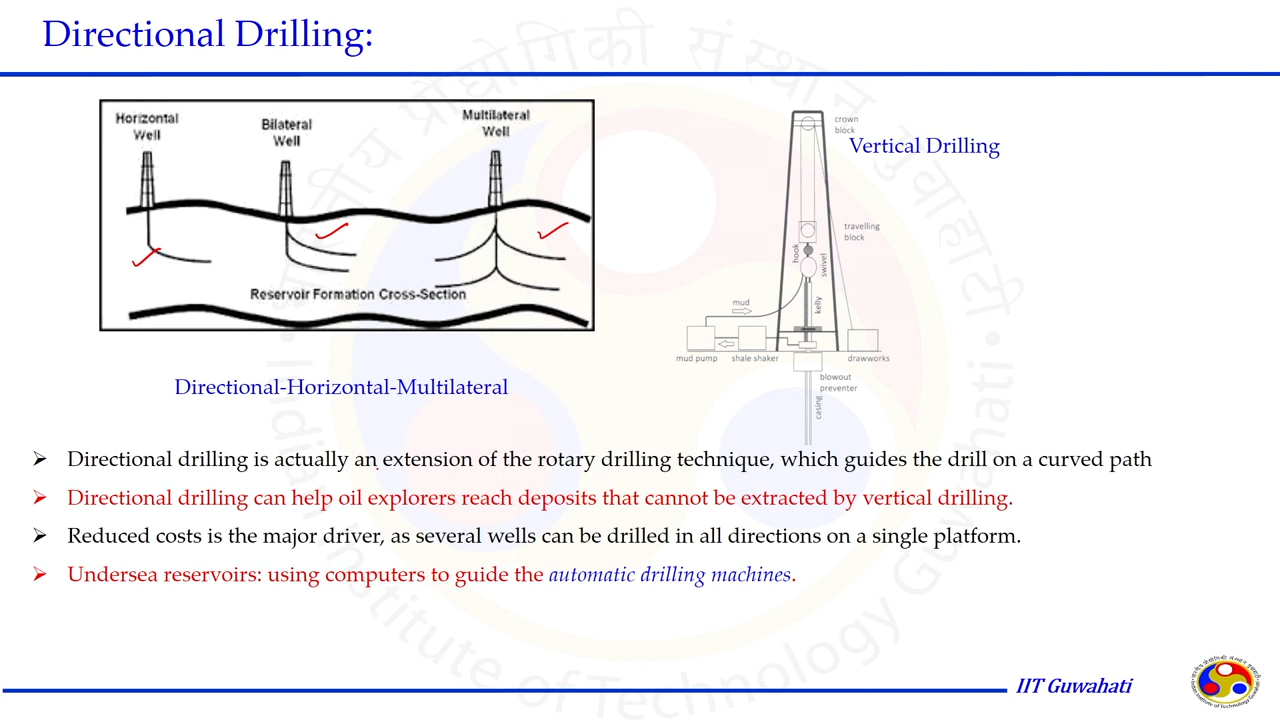 Directional Drilling:
Horizontal
Well
Bilateral
Well
Multilateral
Well
Reservoir Formation Cross-Section
Directional-Horizontal-Multilateral
crown
block
Vertical Drilling
travelling
block
hook
swivel
kelly
mud
mud pump
shale shaker
drawworks
blowout
preventer
casing
➢ Directional drilling is actually an extension of the rotary drilling technique, which guides the drill on a curved path
➢ Directional drilling can help oil explorers reach deposits that cannot be extracted by vertical drilling.
➢ Reduced costs is the major driver, as several wells can be drilled in all directions on a single platform.
➢ Undersea reservoirs: using computers to guide the automatic drilling machines.
IIT Guwahati
Indian Institute of Technology Guwahati